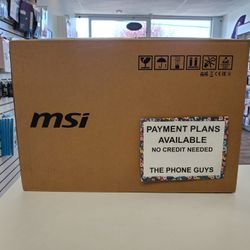 msi
PAYMENT PLANS
AVAILABLE
NO CREDIT NEEDED
THE PHONE GUYS